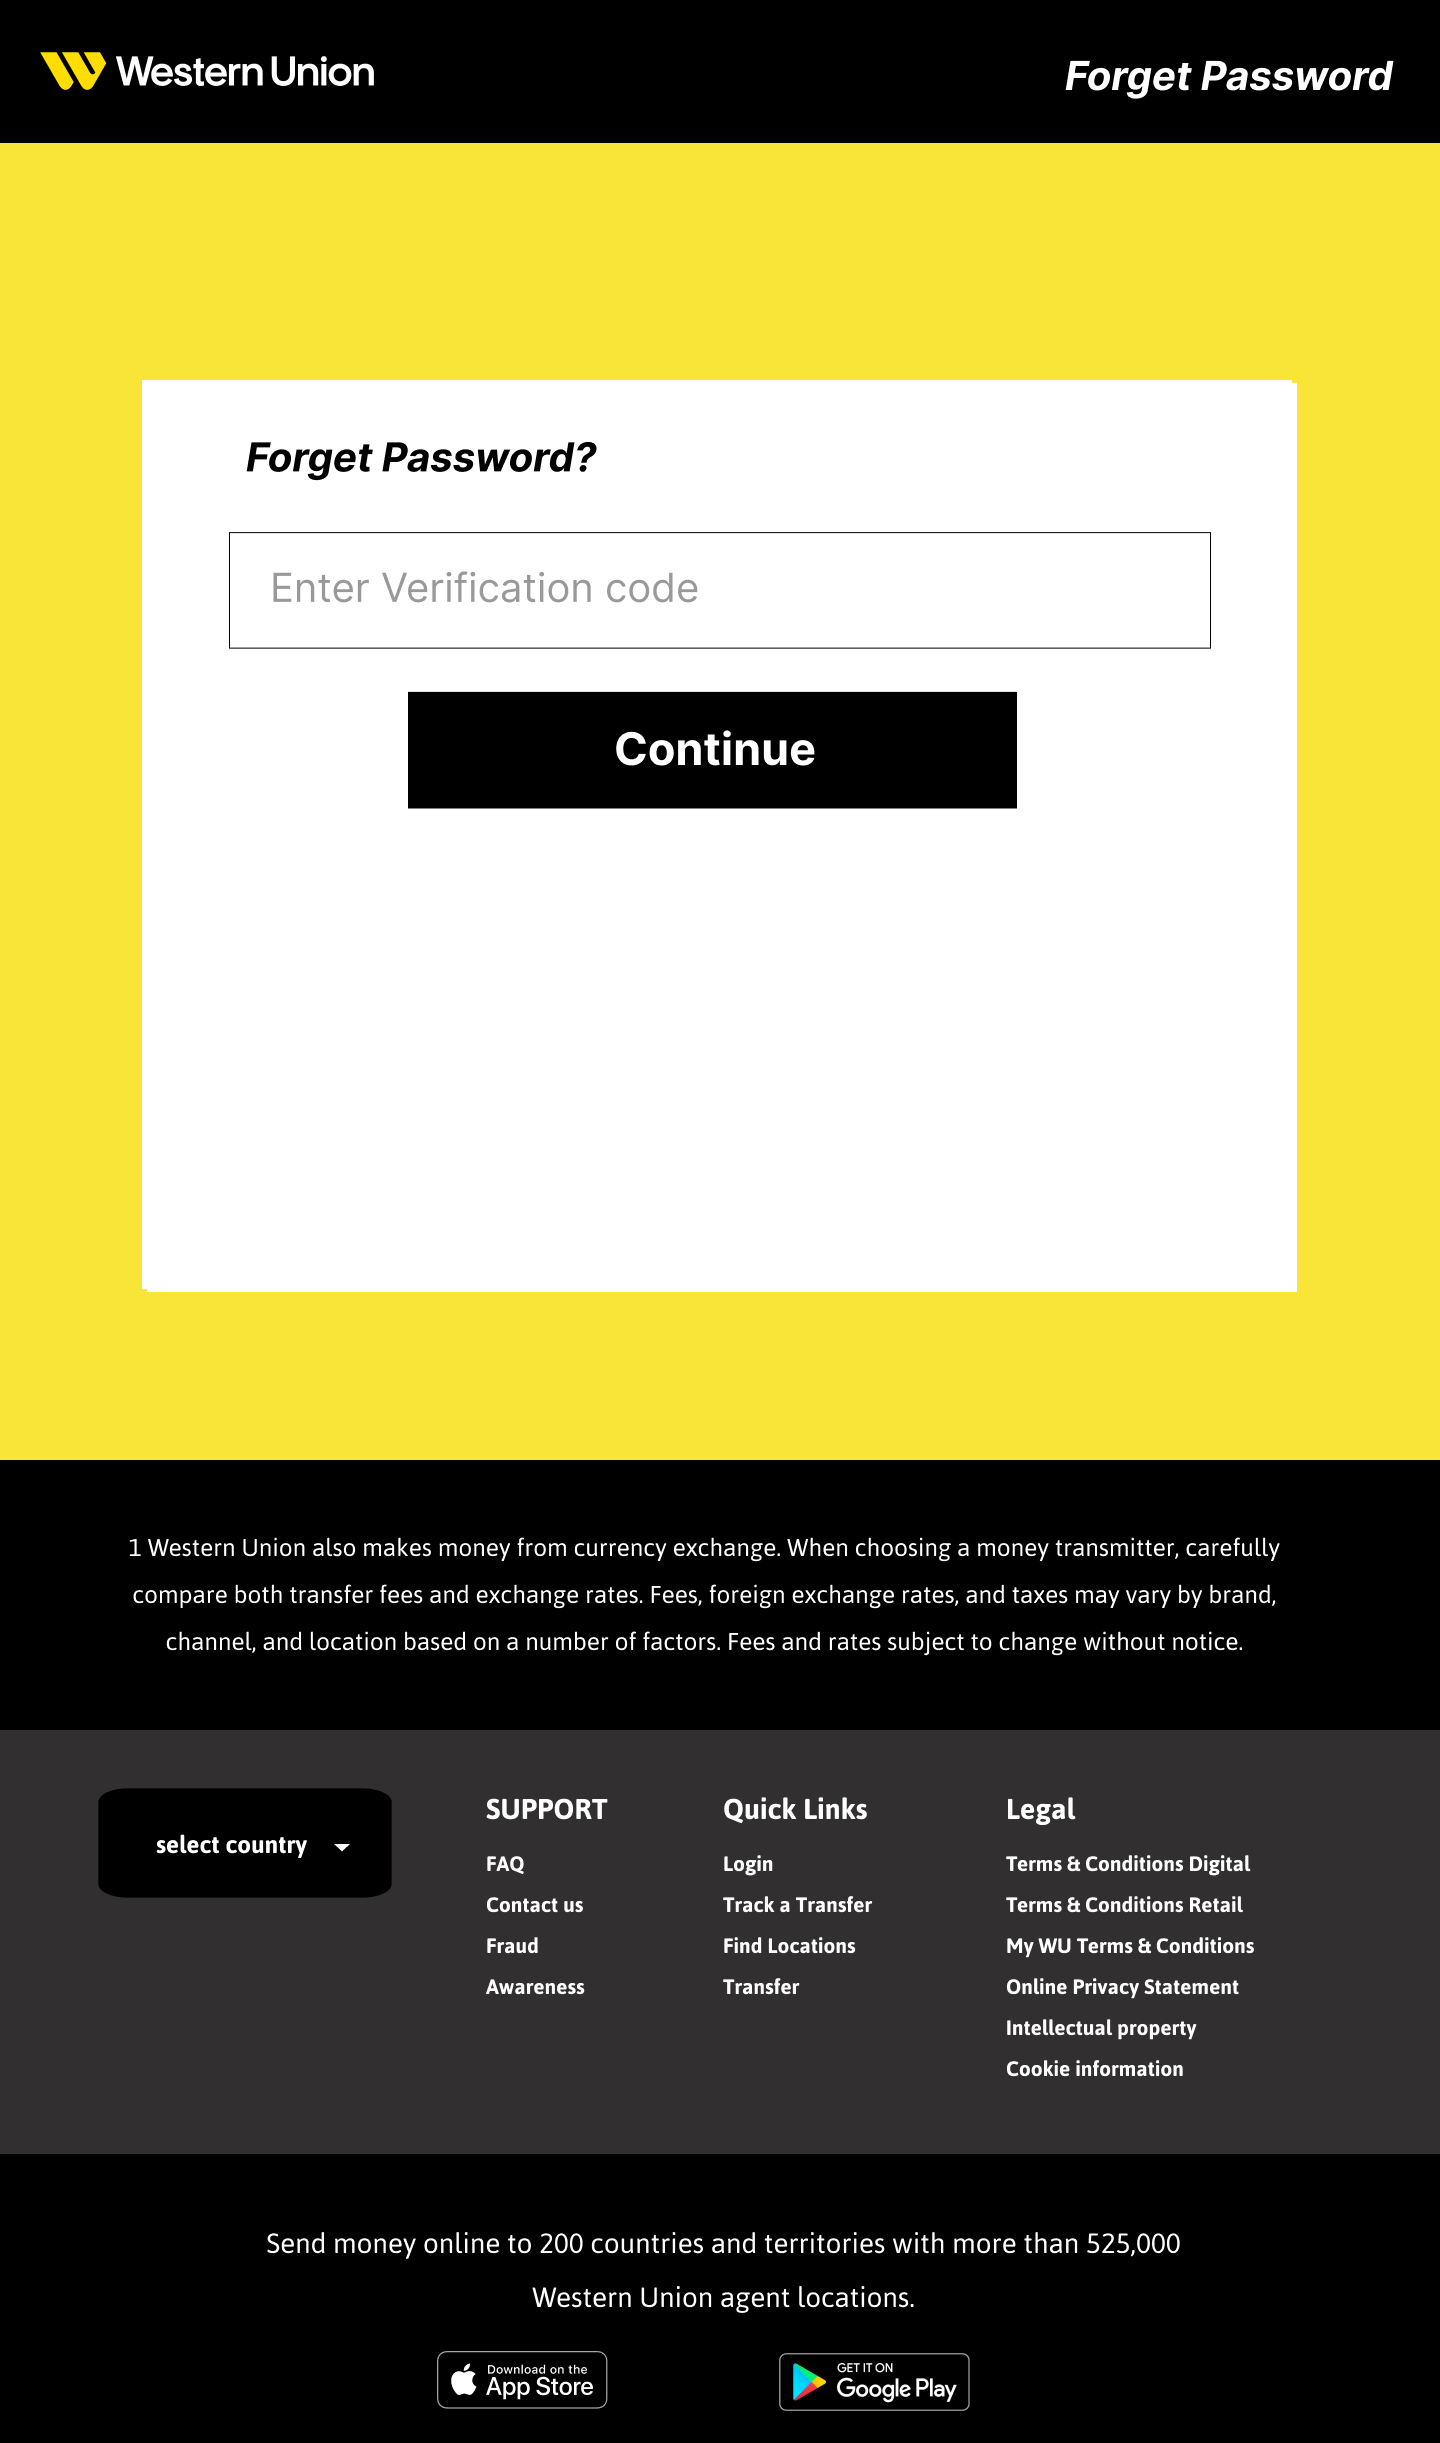 Western Union
Forget Password
Forget Password?
Enter Verification code
Continue
1 Western Union also makes money from currency exchange. When choosing a money transmitter, carefully
compare both transfer fees and exchange rates. Fees, foreign exchange rates, and taxes may vary by brand,
channel, and location based on a number of factors. Fees and rates subject to change without notice.
select country
SUPPORT
FAQ
Contact us
Fraud
Awareness
Quick Links
Login
Track a Transfer
Find Locations
Transfer
Legal
Terms & Conditions Digital
Terms & Conditions Retail
My WU Terms & Conditions
Online Privacy Statement
Intellectual property
Cookie information
Send money online to 200 countries and territories with more than 525,000
Western Union agent locations.
Download on the
App Store
GET IT ON
Google Play